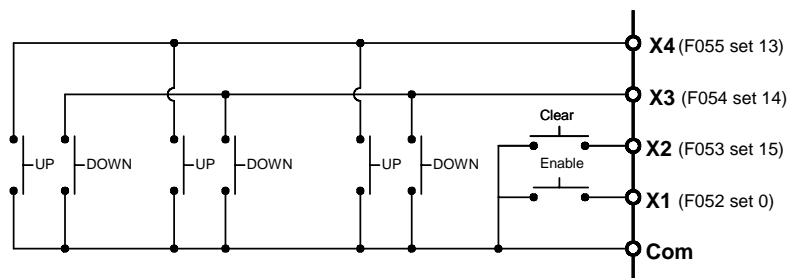 X4 (F055 set 13)
X3 (F054 set 14)
Clear
X2 (F053 set 15)
UP DOWN UP DOWN UP DOWN Enable
X1 (F052 set 0)
Com